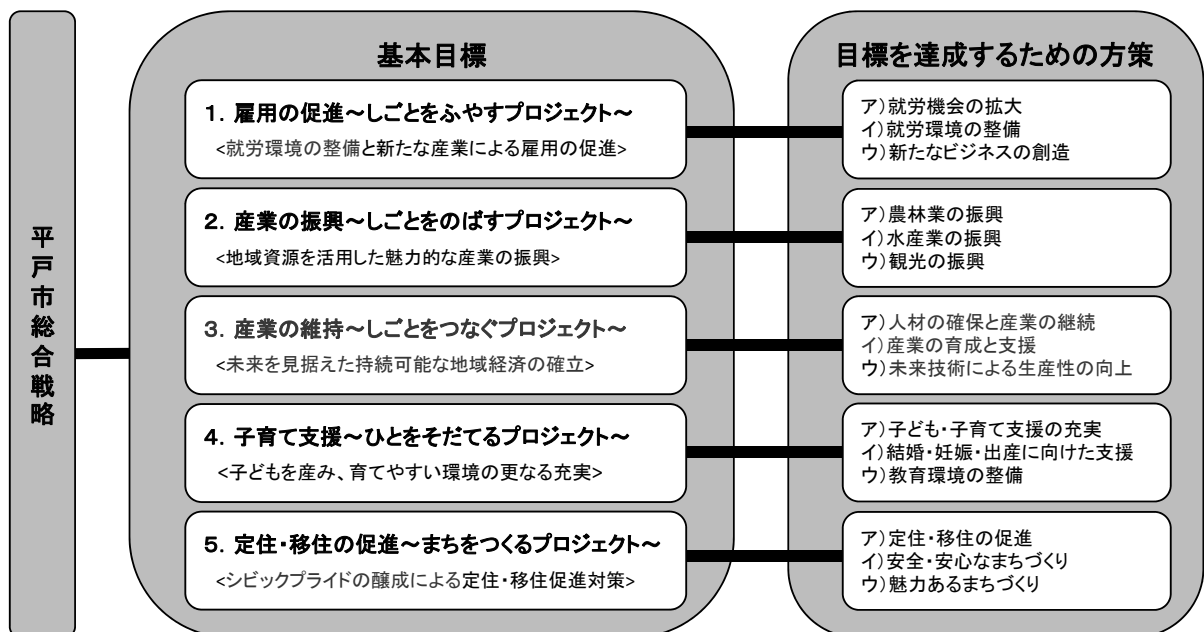 平戸市総合戦略
基本目標
1．雇用の促進～しごとをふやすプロジェクト～
<就労環境の整備と新たな産業による雇用の促進>
2．産業の振興～しごとをのばすプロジェクト～
<地域資源を活用した魅力的な産業の振興>
3．産業の維持～しごとをつなぐプロジェクト～
<未来を見据えた持続可能な地域経済の確立>
4．子育て支援～ひとをそだてるプロジェクト～
<子どもを産み、育てやすい環境の更なる充実>
5．定住・移住の促進～まちをつくるプロジェクト～
<シビックプライドの醸成による定住・移住促進対策>
目標を達成するための方策
ア）就労機会の拡大
イ）就労環境の整備
ウ）新たなビジネスの創造
ア）農林業の振興
イ）水産業の振興
ウ）観光の振興
ア）人材の確保と産業の継続
イ）産業の育成と支援
ウ）未来技術による生産性の向上
ア）子ども・子育て支援の充実
イ）結婚・妊娠・出産に向けた支援
ウ）教育環境の整備
ア）定住・移住の促進
イ）安全・安心なまちづくり
ウ）魅力あるまちづくり